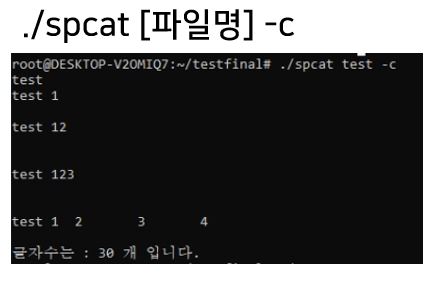 ./spcat [파일명] -c
root@DESKTOP-V2OMIQ7:~/testfinal# ./spcat test -c
test
test 1
test 12
test 123
test 1  2       3       4
글자수는 : 30 개 입니다.